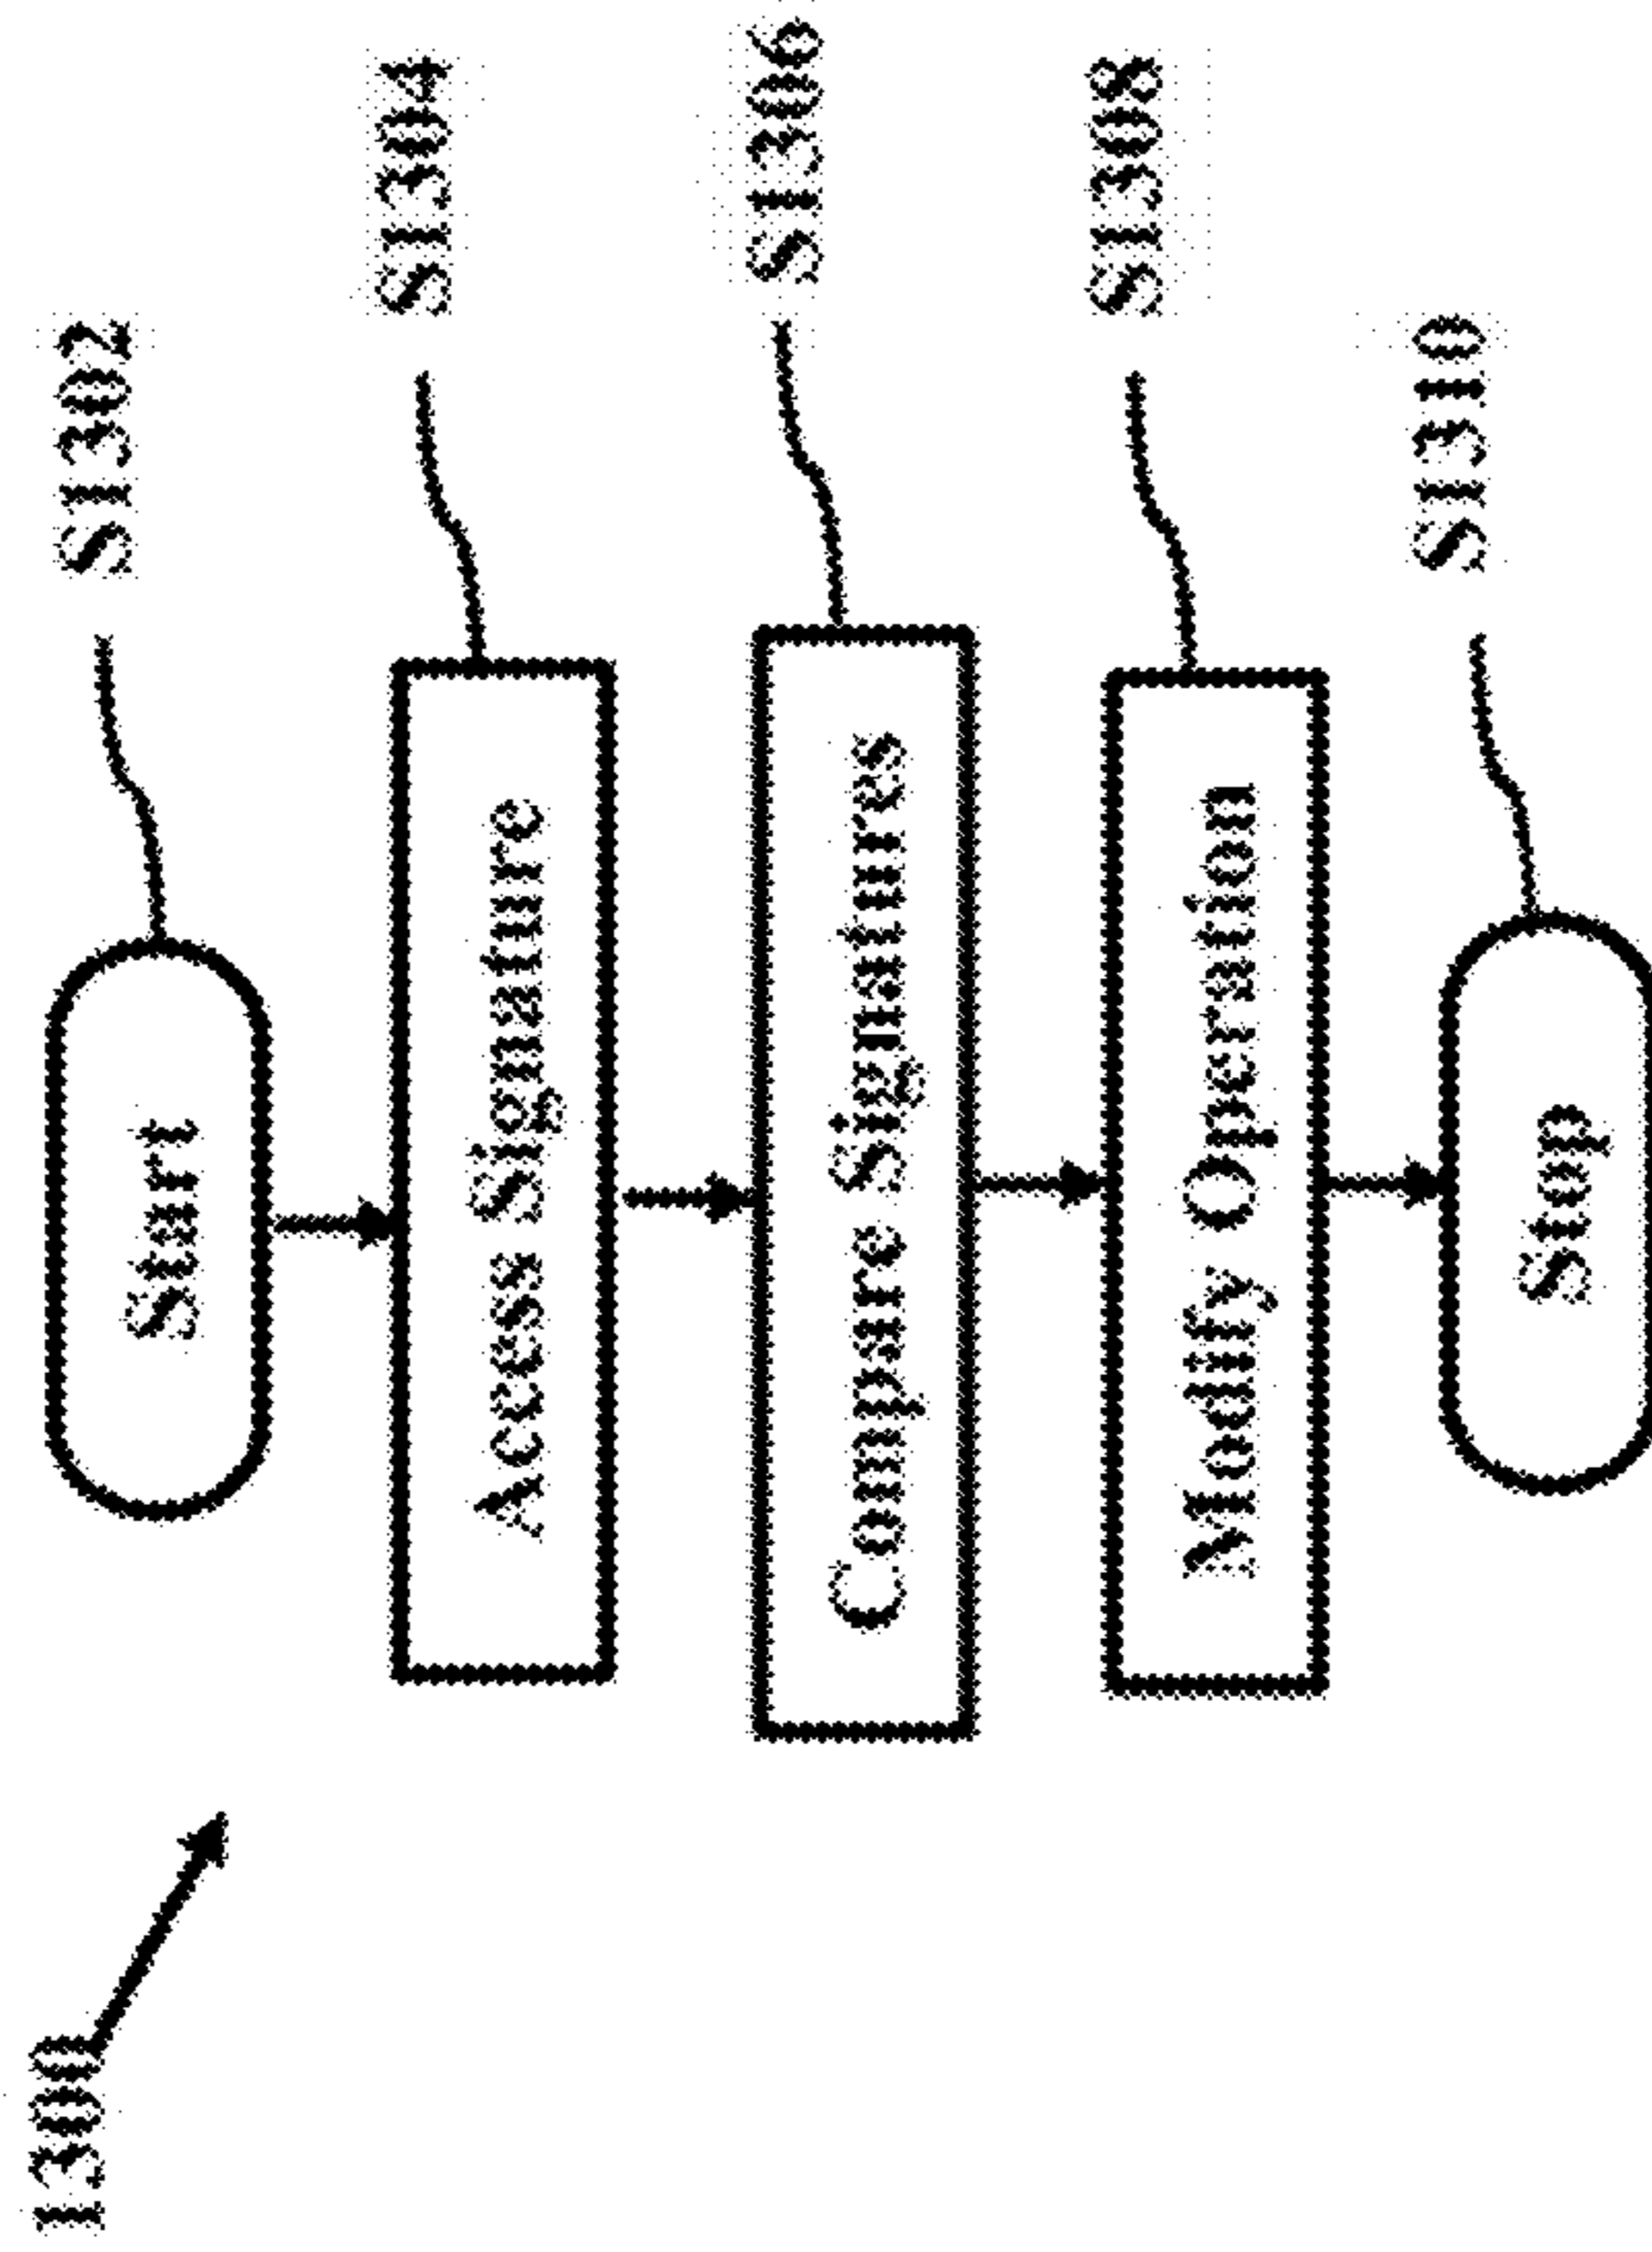 1300
Start
S1302
Access Signature
S1304
Compare Signatures
S1306
Modify Operation
S1308
Stop
S1310